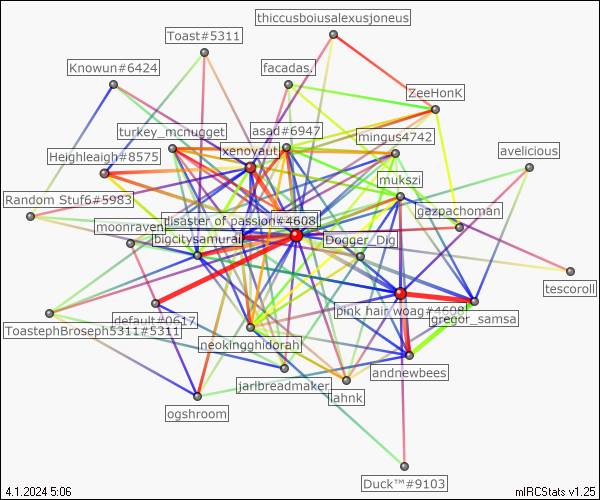 thiccusboiusalexusjoneus
Toast#5311
Knowun#6424
facadas.
ZeeHonK
turkey_mcnugget
asad#6947
mingus4742
xenovaut
avelicious
Heighleigh#8575
mukszi
Random Stuf6#5983
gezpachoman
disaster of passion#4608
moonraven
bigcitysamurai
Dogger_Dig
tescoroll
pink hair woag#4608
default#0617
gregor_samsa
ToastephBroseph5311#5311
neokingghidorah
andnewbees
jarlbreadmaker
lahnk
ogshroom
Duck™#9103
4.1.2024 5:06
mIRCStats v1.25